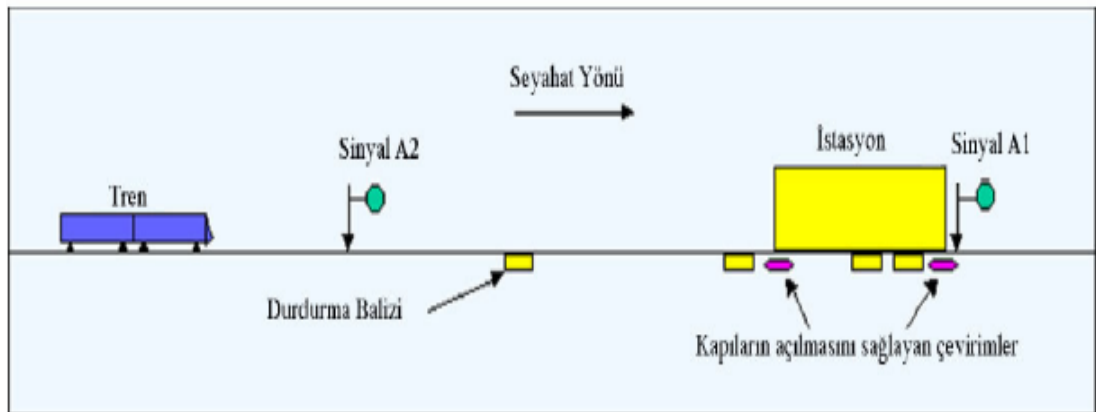 Seyahat Yönü
Sinyal A2
İstasyon
Sinyal A1
Tren
Durdurma Balizi
Kapıların açılmasını sağlayan çevirimler